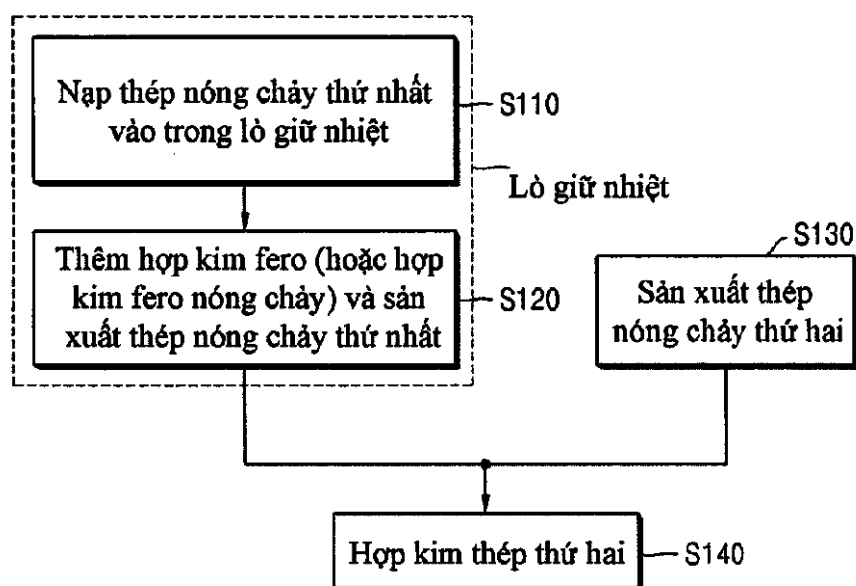 Nạp thép nóng chảy thứ nhất
vào trong lò giữ nhiệt
S110
Lò giữ nhiệt
Thêm hợp kim fero (hoặc hợp
kim fero nóng chảy) và sản
xuất thép nóng chảy thứ nhất
S120
S130
Sản xuất thép
nóng chảy thứ hai
Hợp kim thép thứ hai
S140